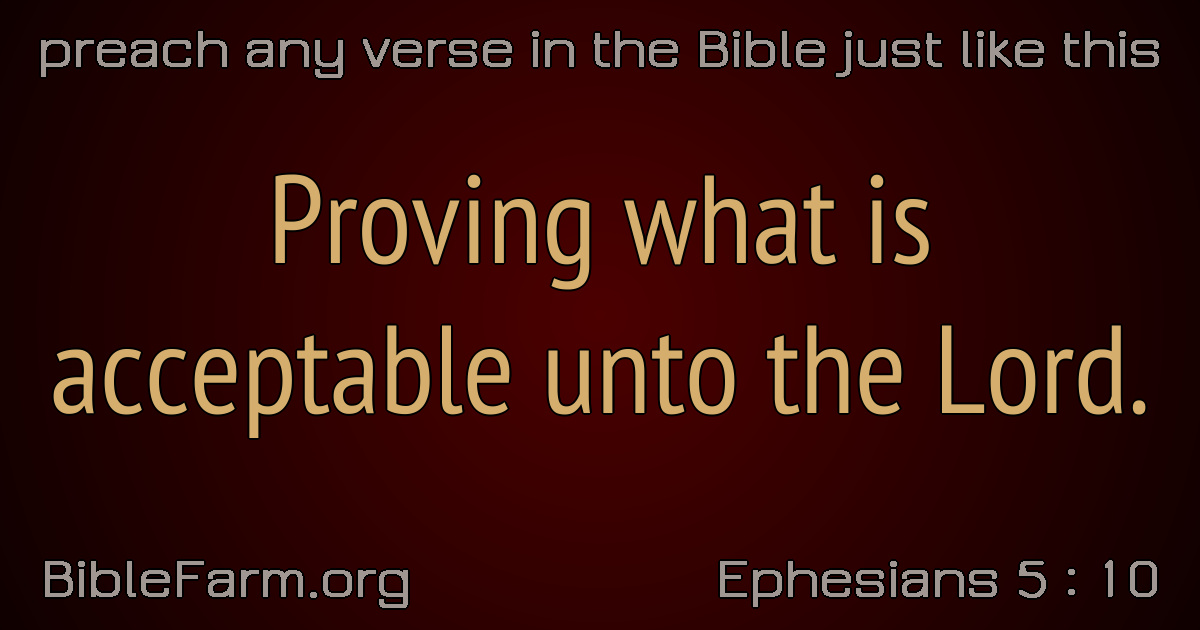 preach any verse in the Bible just like this
Proving what is
acceptable unto the Lord.
BibleFarm.org
Ephesians 5 : 10